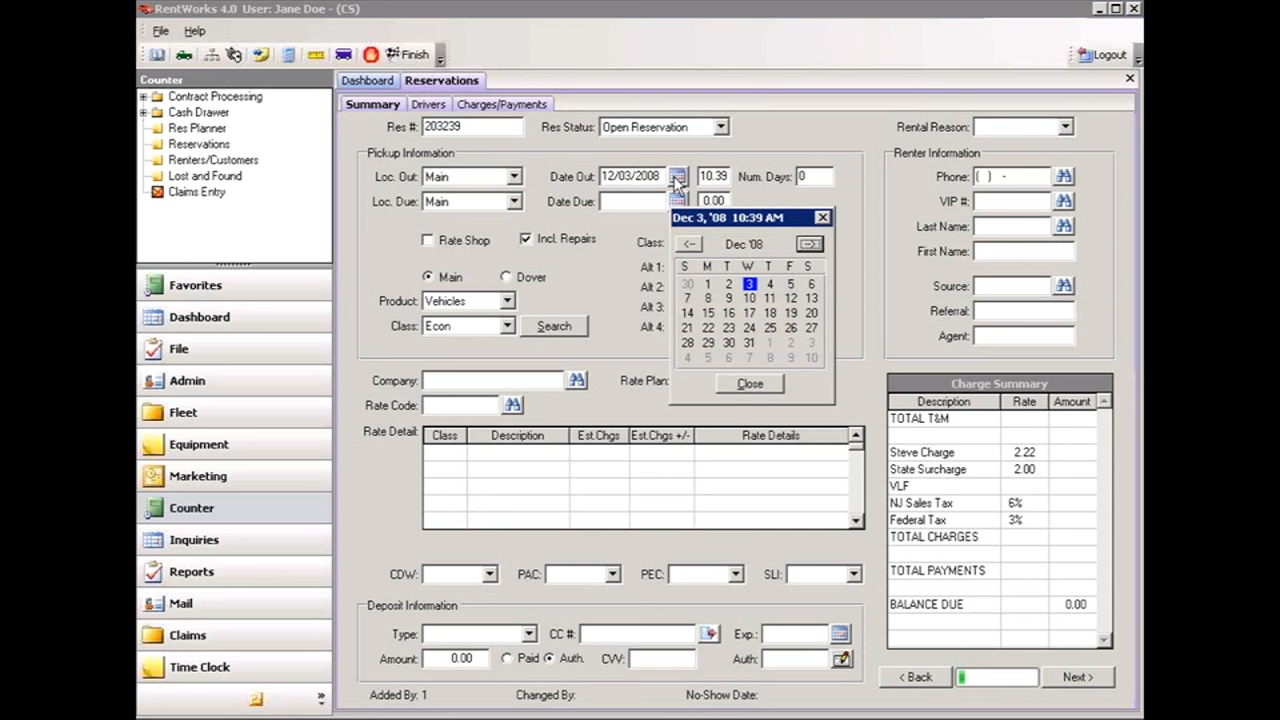 RentWorks 4.0 User: Jane Doe - (CS)
File Help
Finish
Logout
Counter
Contract Processing
Cash Drawer
Res Planner
Reservations
Renters/Customers
Lost and Found
Claims Entry
Favorites
Dashboard
File
Admin
Fleet
Equipment
Marketing
Counter
Inquiries
Reports
Mail
Claims
Time Clock
Dashboard Reservations
Summary Drivers Charges/Payments
Res #: 203239 Res Status: Open Reservation Rental Reason:
Pickup Information
Loc. Out: Main Date Out: 12/03/2008 10.39 Num. Days: 0
Loc. Due: Main Date Due: 0.00
Rate Shop Incl. Repairs Class:
Main Dover Alt 1:
Alt 2:
Product: Vehicles Alt 3:
Class: Econ Search Alt 4:
Dec 3, '08 10:39 AM
<-- Dec '08 -->
S M T W T F S
30 1 2 3 4 5 6
7 8 9 10 11 12 13
14 15 16 17 18 19 20
21 22 23 24 25 26 27
28 29 30 31 1 2 3
4 5 6 7 8 9 10
Close
Company: Rate Plan:
Rate Code:
Rate Detail: Class Description Est.Chgs Est.Chgs +/- Rate Details
CDW: PAC: PEC: SLI:
Deposit Information
Type: CC #: Exp.:
Amount: 0.00 Paid Auth. CVV: Auth:
Added By: 1 Changed By: No-Show Date:
Renter Information
Phone: ( ) -
VIP #:
Last Name:
First Name:
Source:
Referral:
Agent:
Charge Summary
Description Rate Amount
TOTAL T&M
Steve Charge 2.22
State Surcharge 2.00
VLF
NJ Sales Tax 6%
Federal Tax 3%
TOTAL CHARGES
TOTAL PAYMENTS
BALANCE DUE 0.00
< Back Next >